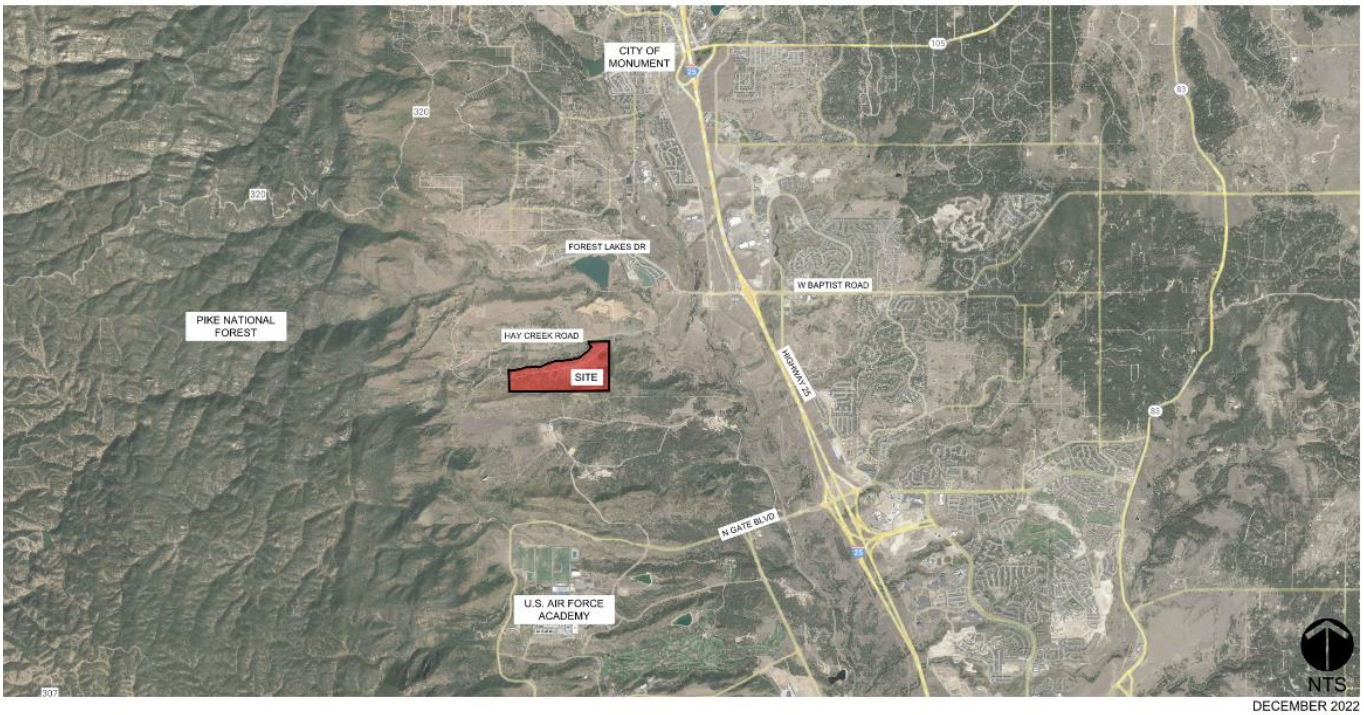 CITY OF
MONUMENT
105
25
83
320
320
FOREST LAKES DR
W BAPTIST ROAD
PIKE NATIONAL
FOREST
HAY CREEK ROAD
SITE
HIGHWAY 25
83
N GATE BLVD
25
U.S. AIR FORCE
ACADEMY
307
NTS
DECEMBER 2022